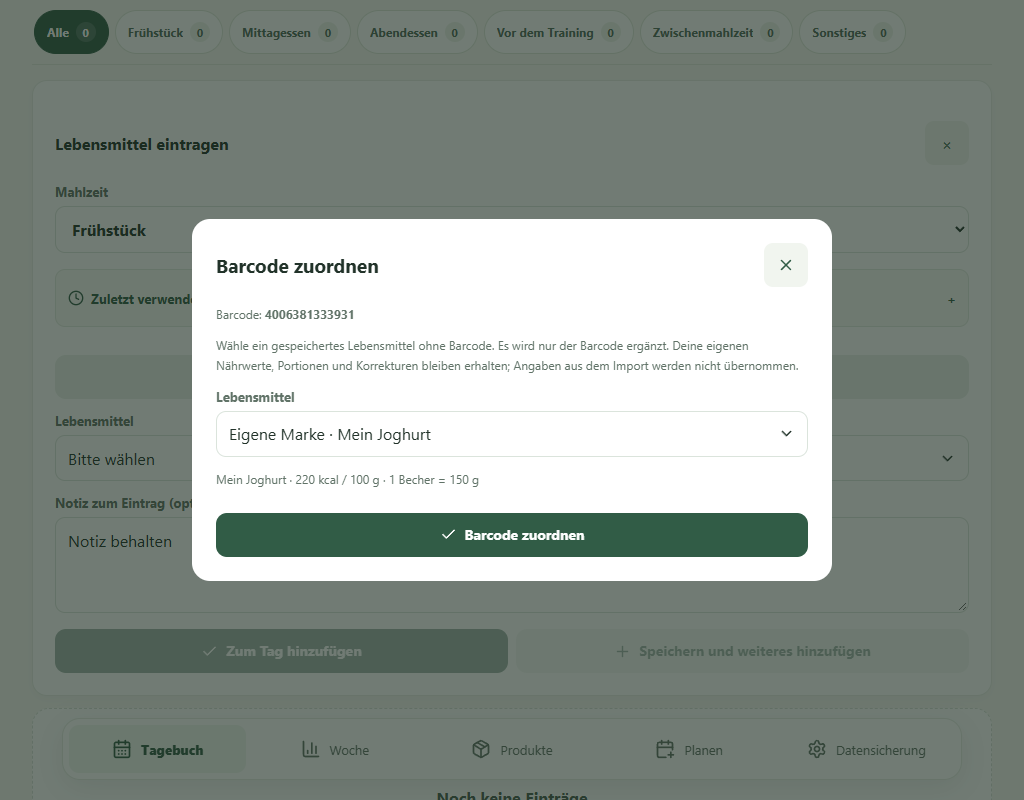 Alle 0
Frühstück 0
Mittagessen 0
Abendessen 0
Vor dem Training 0
Zwischenmahlzeit 0
Sonstiges 0
Lebensmittel eintragen
×
Mahlzeit
Frühstück
Zuletzt
+
Barcode zuordnen
Barcode: 4006381333931
Wähle ein gespeichertes Lebensmittel ohne Barcode. Es wird nur der Barcode ergänzt. Deine eigenen
Nährwerte, Portionen und Korrekturen bleiben erhalten; Angaben aus dem Import werden nicht übernommen.
Lebensmittel
Eigene Marke · Mein Joghurt
Mein Joghurt · 220 kcal / 100 g · 1 Becher = 150 g
Barcode zuordnen
Lebensmittel
Bitte wählen
Notiz zum Eintrag
Notiz behalten
Zum Tag hinzufügen
+ Speichern und weiteres hinzufügen
Tagebuch
Woche
Produkte
Planen
Datensicherung
Noch keine Einträge